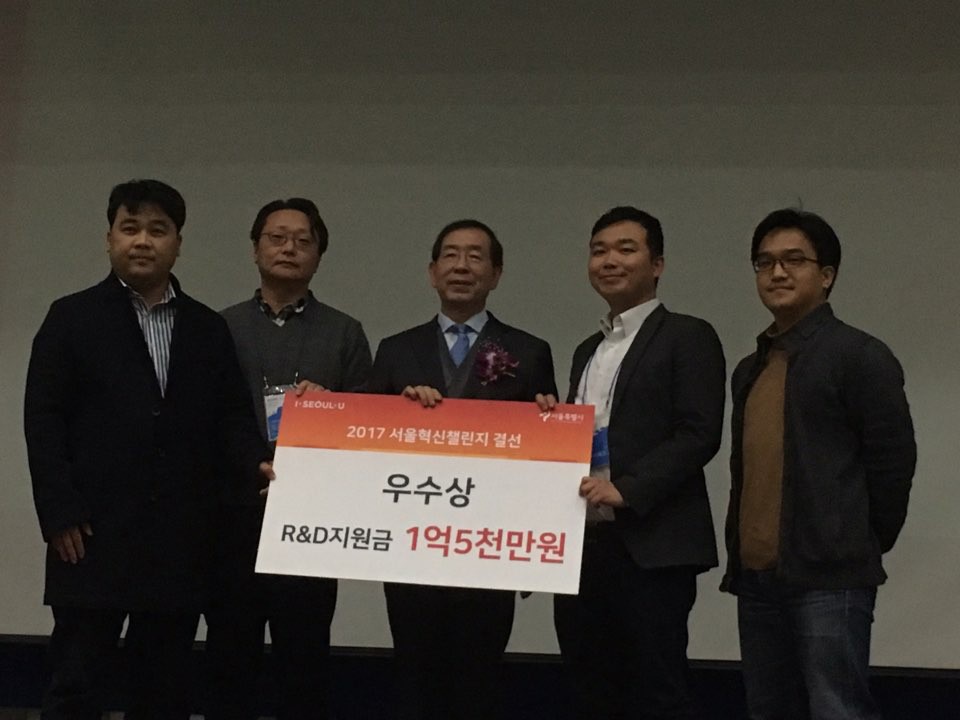 I·SEOUL·U
서울특별시
2017 서울혁신챌린지 결선
우수상
R&D지원금 1억5천만원